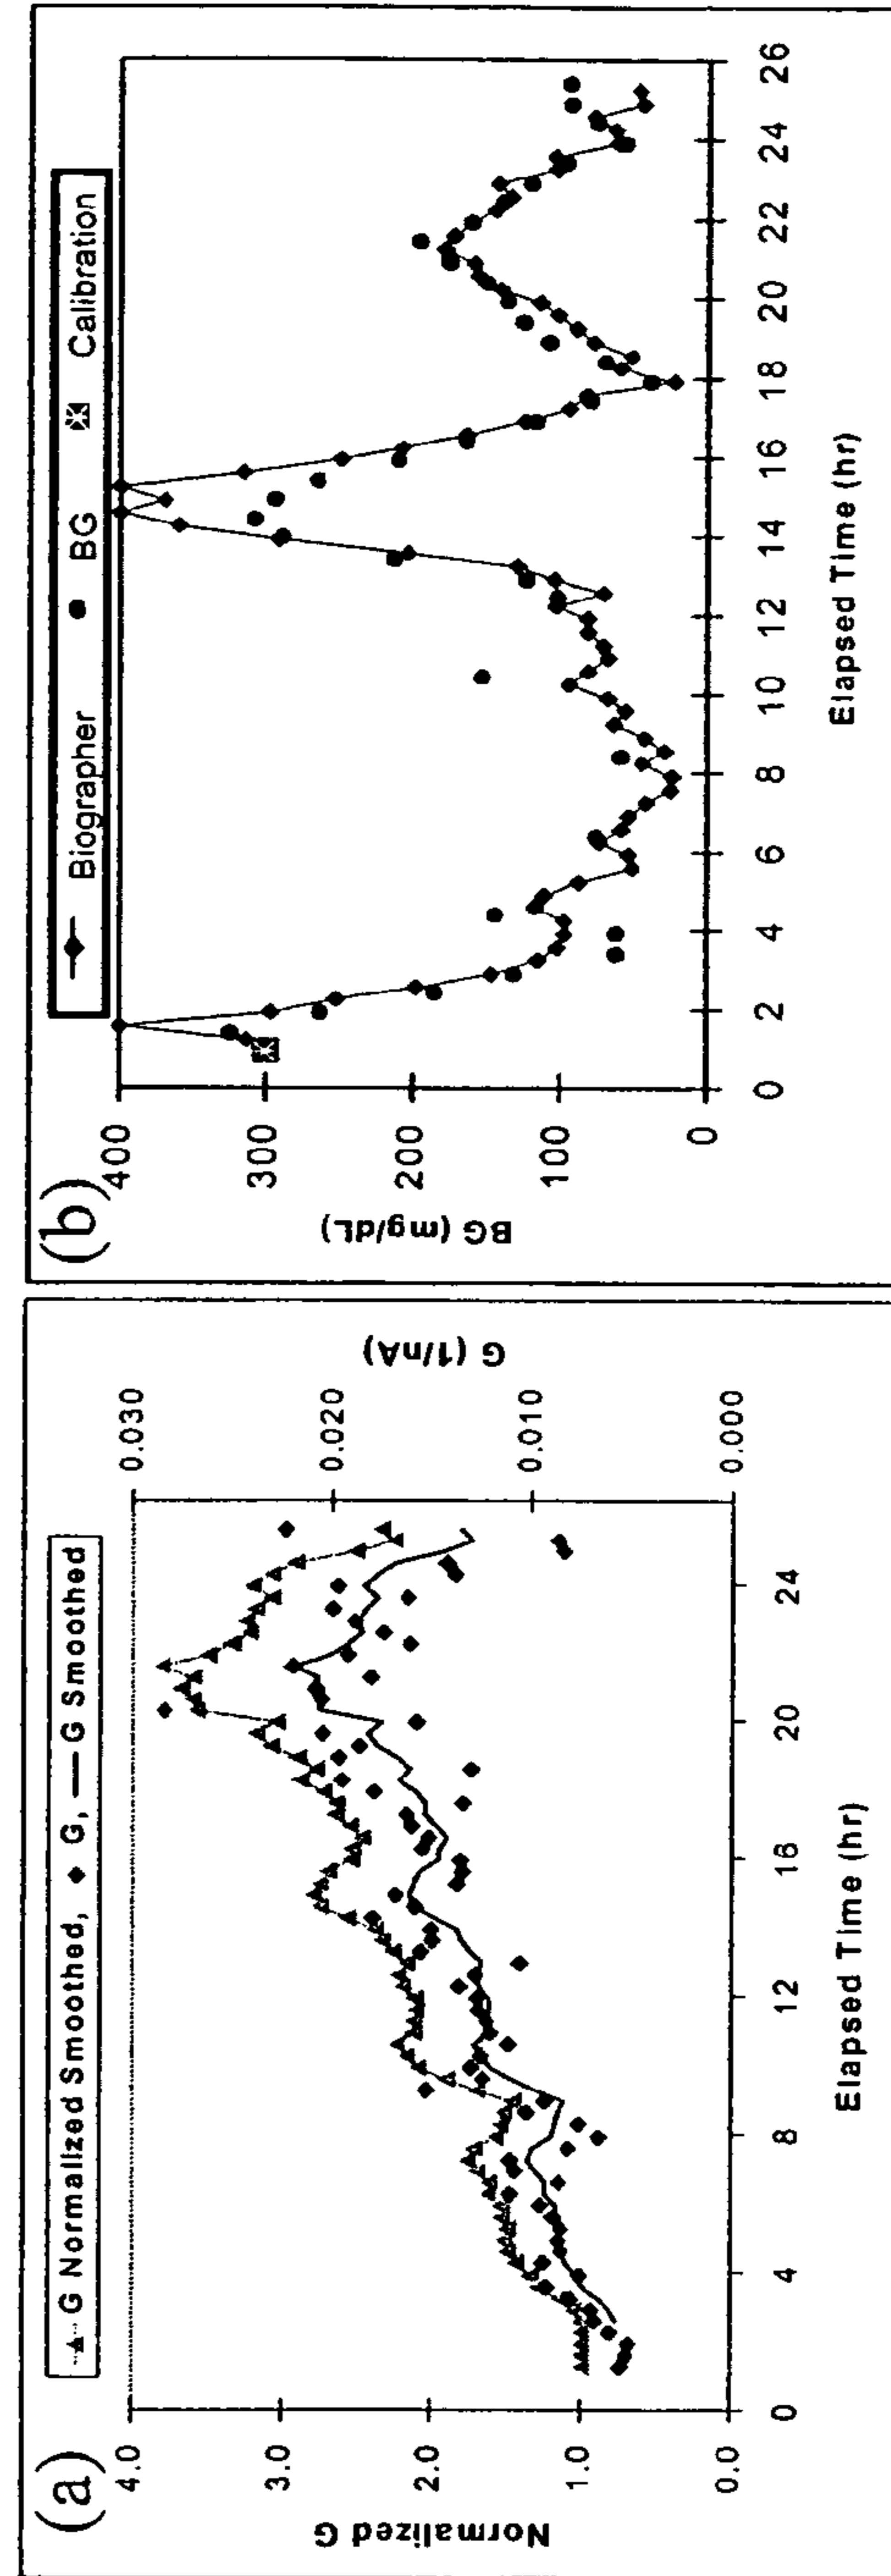 (a)
G Normalized Smoothed, G, G Smoothed
4.0
3.0
2.0
1.0
0.0
Normalized G
0.030
0.020
0.010
0.000
G (1/nA)
0 4 8 12 16 20 24
Elapsed Time (hr)
(b)
Biographer BG Calibration
400
300
200
100
0
BG (mg/dL)
0 2 4 6 8 10 12 14 16 18 20 22 24 26
Elapsed Time (hr)